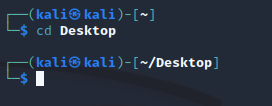 ┌──(kali㉿kali)-[~]
└─$ cd Desktop
┌──(kali㉿kali)-[~/Desktop]
└─$